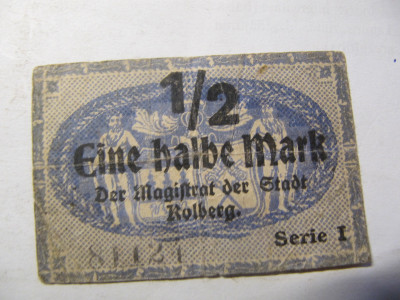 1/2
Eine halbe Mark
Der Magistrat der Stadt
Kolberg.
Serie I